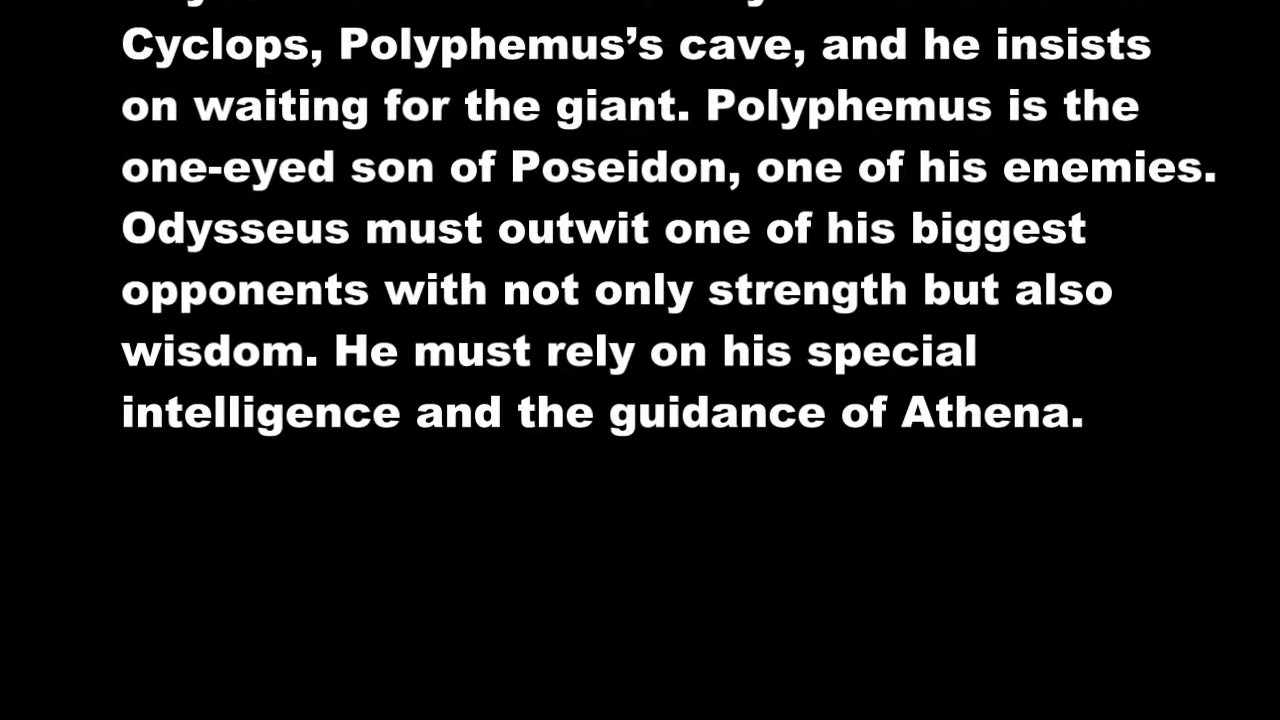 Cyclops, Polyphemus’s cave, and he insists
on waiting for the giant. Polyphemus is the
one-eyed son of Poseidon, one of his enemies.
Odysseus must outwit one of his biggest
opponents with not only strength but also
wisdom. He must rely on his special
intelligence and the guidance of Athena.